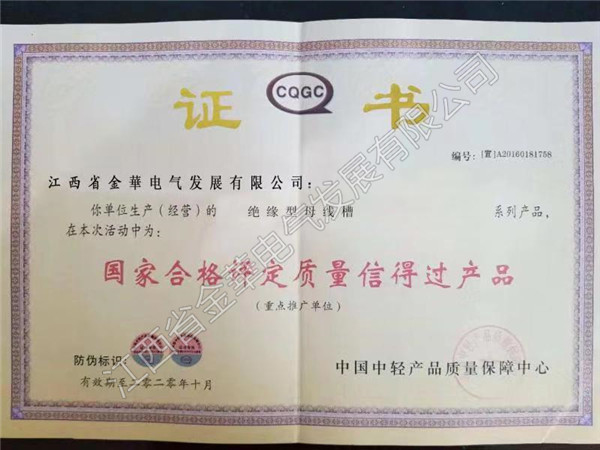 证 CQGC 书
编号:[官]A20160181758
江西省金華电气发展有限公司:
你单位生产(经营)的 绝缘型母线槽 系列产品,
在本次活动中为:
国家合格评定质量信得过产品
(重点推广单位)
防伪标识:
有效期至二零二零年十月
中国中轻产品质量保障中心
江西省金華电气发展有限公司